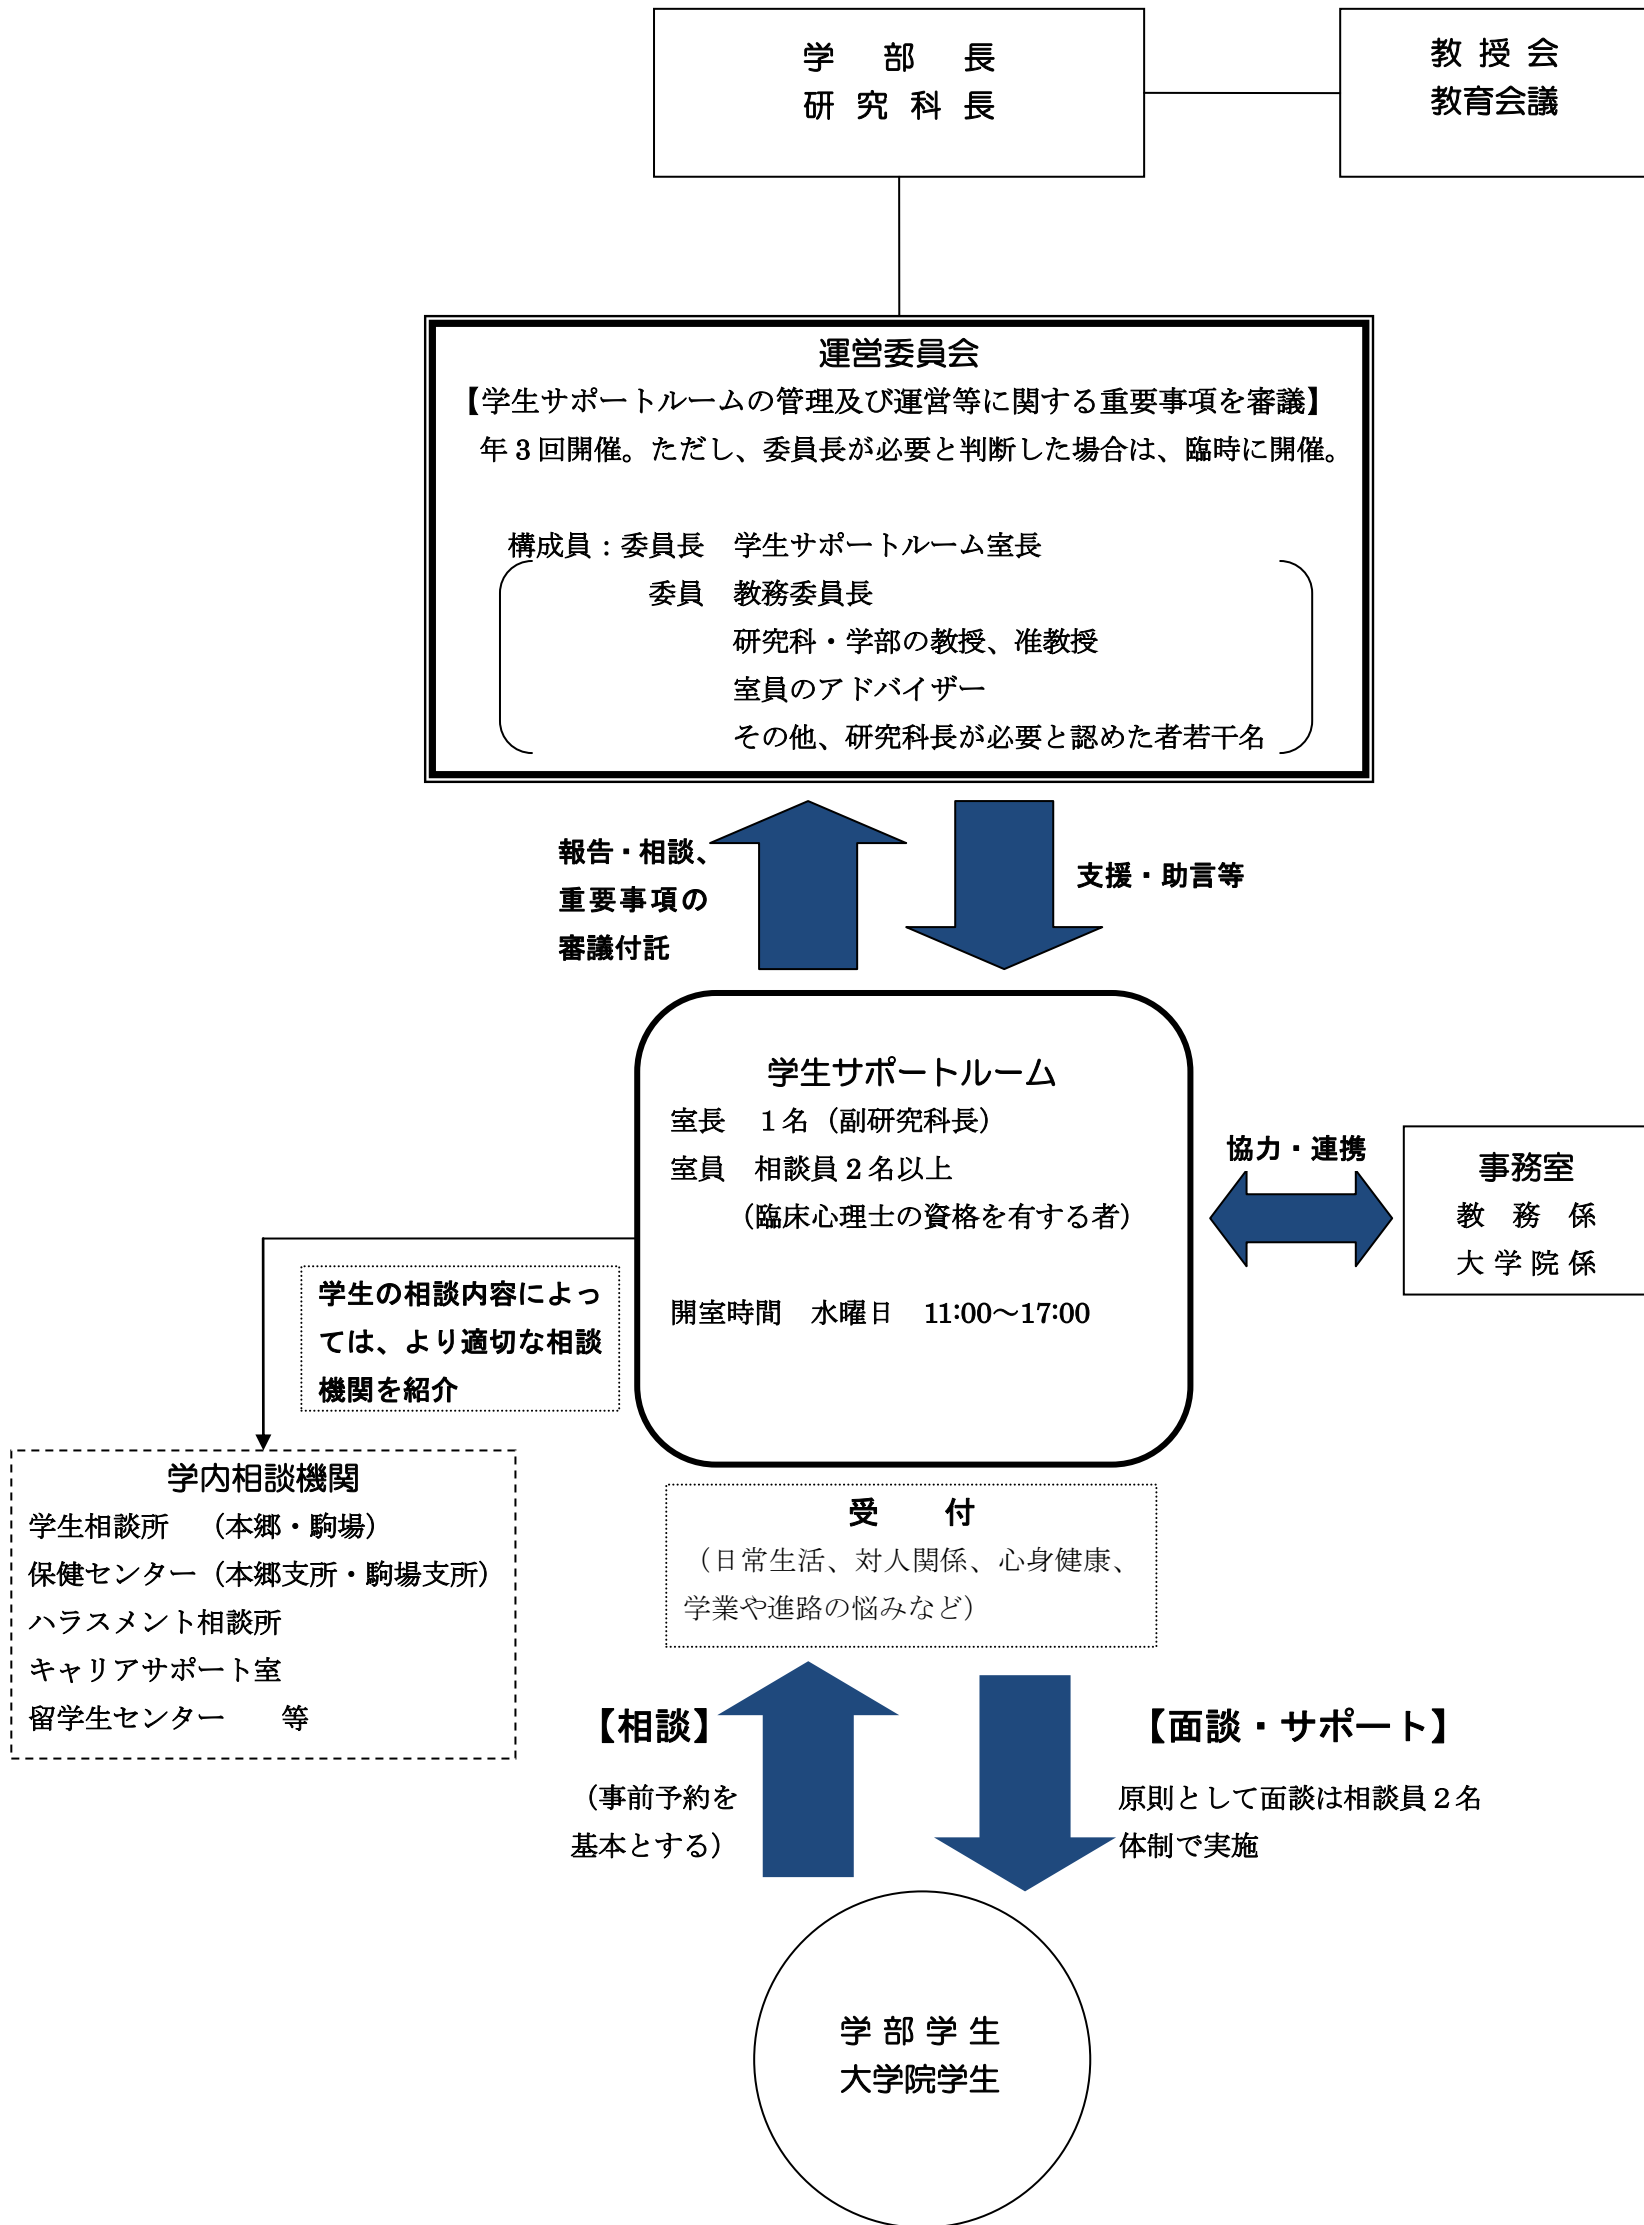 学部長
研究科長
教授会
教育会議
運営委員会
【学生サポートルームの管理及び運営等に関する重要事項を審議】
年3回開催。ただし、委員長が必要と判断した場合は、臨時に開催。
構成員：委員長　学生サポートルーム室長
委員　教務委員長
研究科・学部の教授、准教授
室員のアドバイザー
その他、研究科長が必要と認めた者若干名
報告・相談、
重要事項の
審議付託
支援・助言等
学生サポートルーム
室長　1名（副研究科長）
室員　相談員2名以上
（臨床心理士の資格を有する者）
開室時間　水曜日　11:00～17:00
協力・連携
事務室
教務係
大学院係
学生の相談内容によっ
ては、より適切な相談
機関を紹介
学内相談機関
学生相談所　（本郷・駒場）
保健センター（本郷支所・駒場支所）
ハラスメント相談所
キャリアサポート室
留学生センター　　等
受　付
（日常生活、対人関係、心身健康、
学業や進路の悩みなど）
【相談】
（事前予約を
基本とする）
【面談・サポート】
原則として面談は相談員2名
体制で実施
学部学生
大学院学生